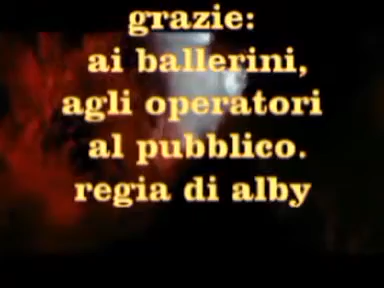 grazie:
ai ballerini,
agli operatori
al pubblico.
regia di alby